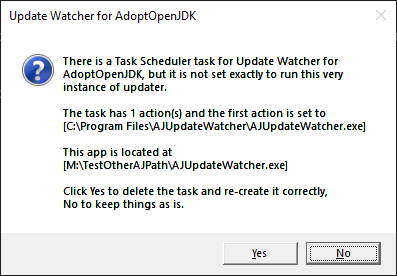 Update Watcher for AdoptOpenJDK
There is a Task Scheduler task for Update Watcher for
AdoptOpenJDK, but it is not set exactly to run this very
instance of updater.
The task has 1 action(s) and the first action is set to
[C:\Program Files\AJUpdateWatcher\AJUpdateWatcher.exe]
This app is located at
[M:\TestOtherAJPath\AJUpdateWatcher.exe]
Click Yes to delete the task and re-create it correctly,
No to keep things as is.
Yes
No